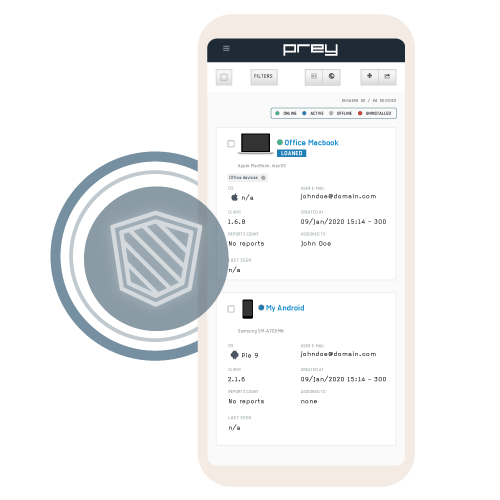 prey
FILTERS
SHOWING 20 / 20 DEVICES
ONLINE ACTIVE OFFLINE UNINSTALLED
Office Macbook
LOANED
Apple MacBook, macOS
Office devices
OS USER E-MAIL
n/a johndoe@domain.com
CLIENT CREATED AT
1.6.8 09/Jan/2020 15:14 - 300
REPORTS COUNT ASSIGNED TO
No reports John Doe
LAST SEEN
n/a
My Android
Samsung SM-A705MN
OS USER E-MAIL
Pie 9 johndoe@domain.com
CLIENT CREATED AT
2.1.6 09/Jan/2020 15:14 - 300
REPORTS COUNT ASSIGNED TO
No reports none
LAST SEEN
n/a